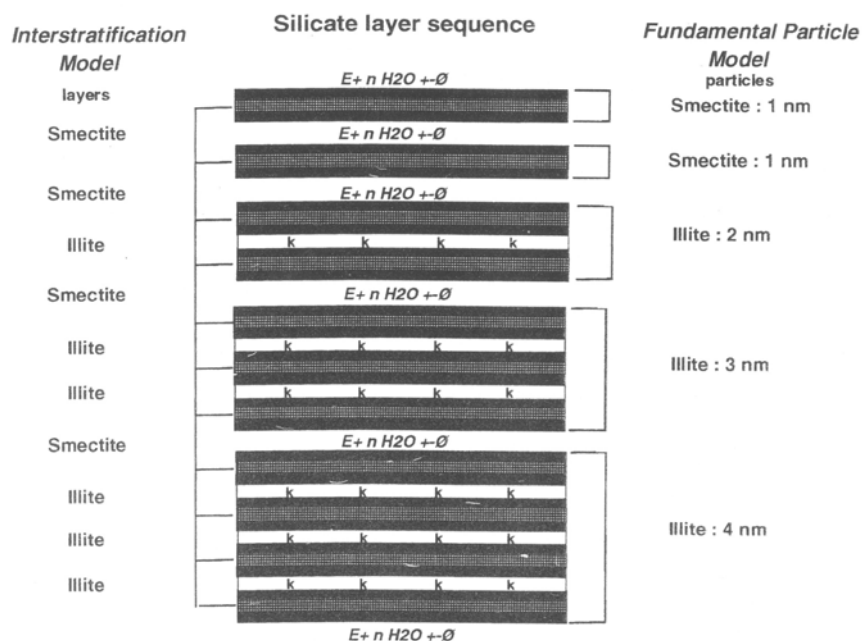 Silicate layer sequence
Interstratification
Model
layers
Smectite
Smectite
Illite
Smectite
Illite
Illite
Smectite
Illite
Illite
Illite
E+ n H2O +-Ø
E+ n H2O +-Ø
E+ n H2O +-Ø
k k k k
E+ n H2O +-Ø
k k k k
k k k k
E+ n H2O +-Ø
k k k k
k k k k
k k k k
E+ n H2O +-Ø
Fundamental Particle
Model
particles
Smectite : 1 nm
Smectite : 1 nm
Illite : 2 nm
Illite : 3 nm
Illite : 4 nm